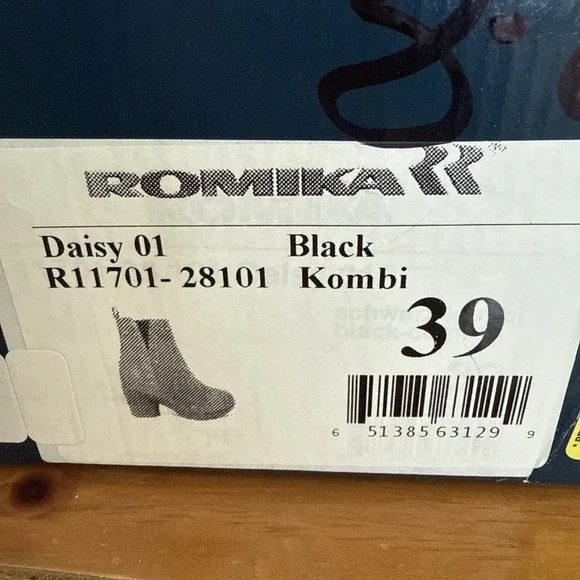 ROMIKA
Daisy 01 Black
R11701- 28101 Kombi
39
6 51385 63129 9